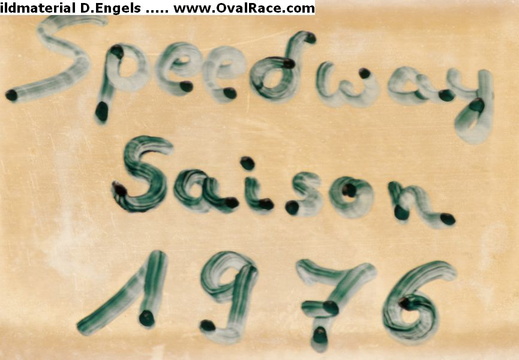 ildmaterial D.Engels ..... www.OvalRace.com
Speedway
Saison
1976